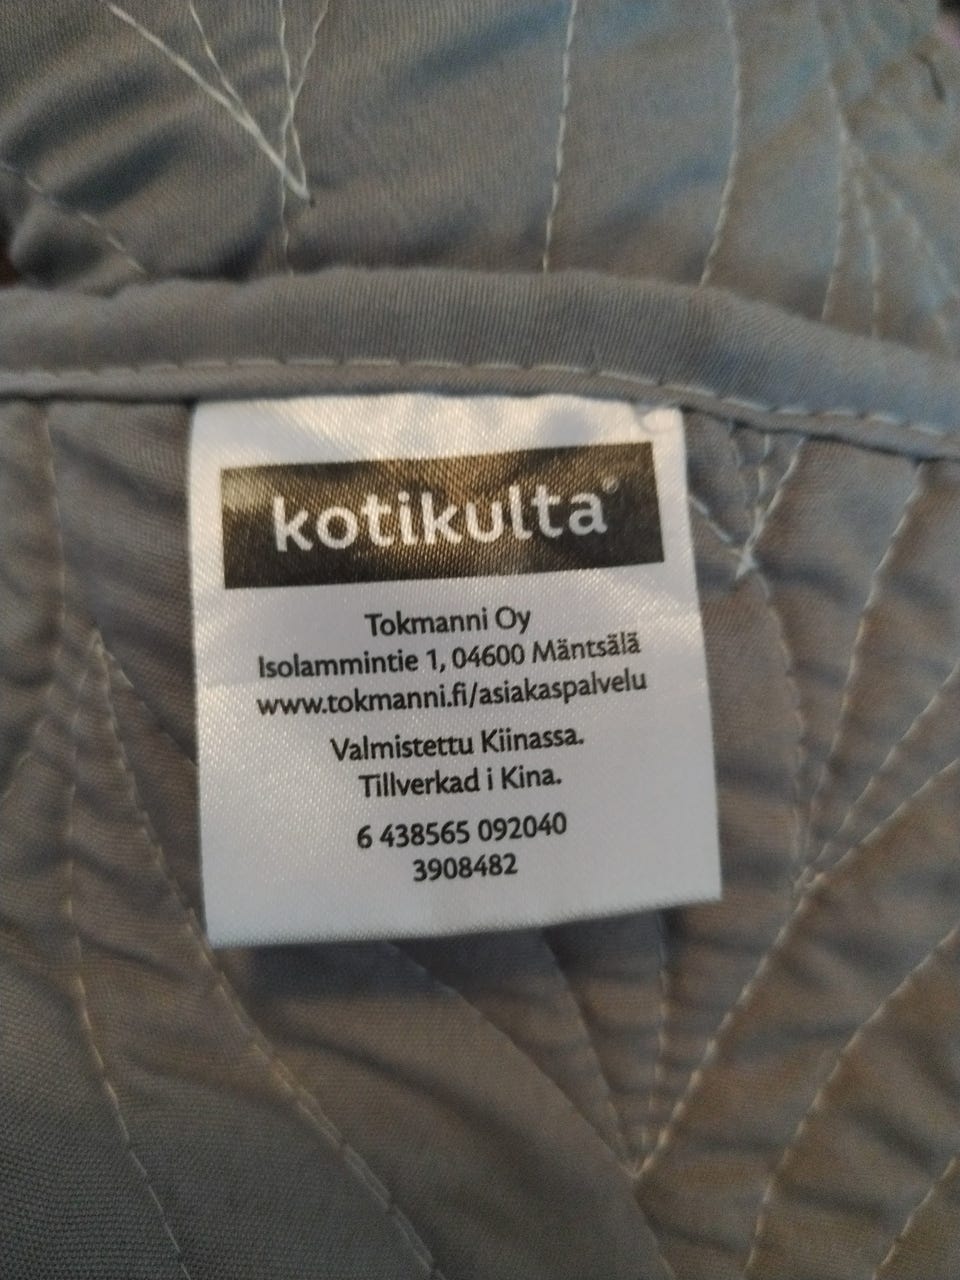 kotikulta®
Tokmanni Oy
Isolammintie 1, 04600 Mäntsälä
www.tokmanni.fi/asiakaspalvelu
Valmistettu Kiinassa.
Tillverkad i Kina.
6 438565 092040
3908482